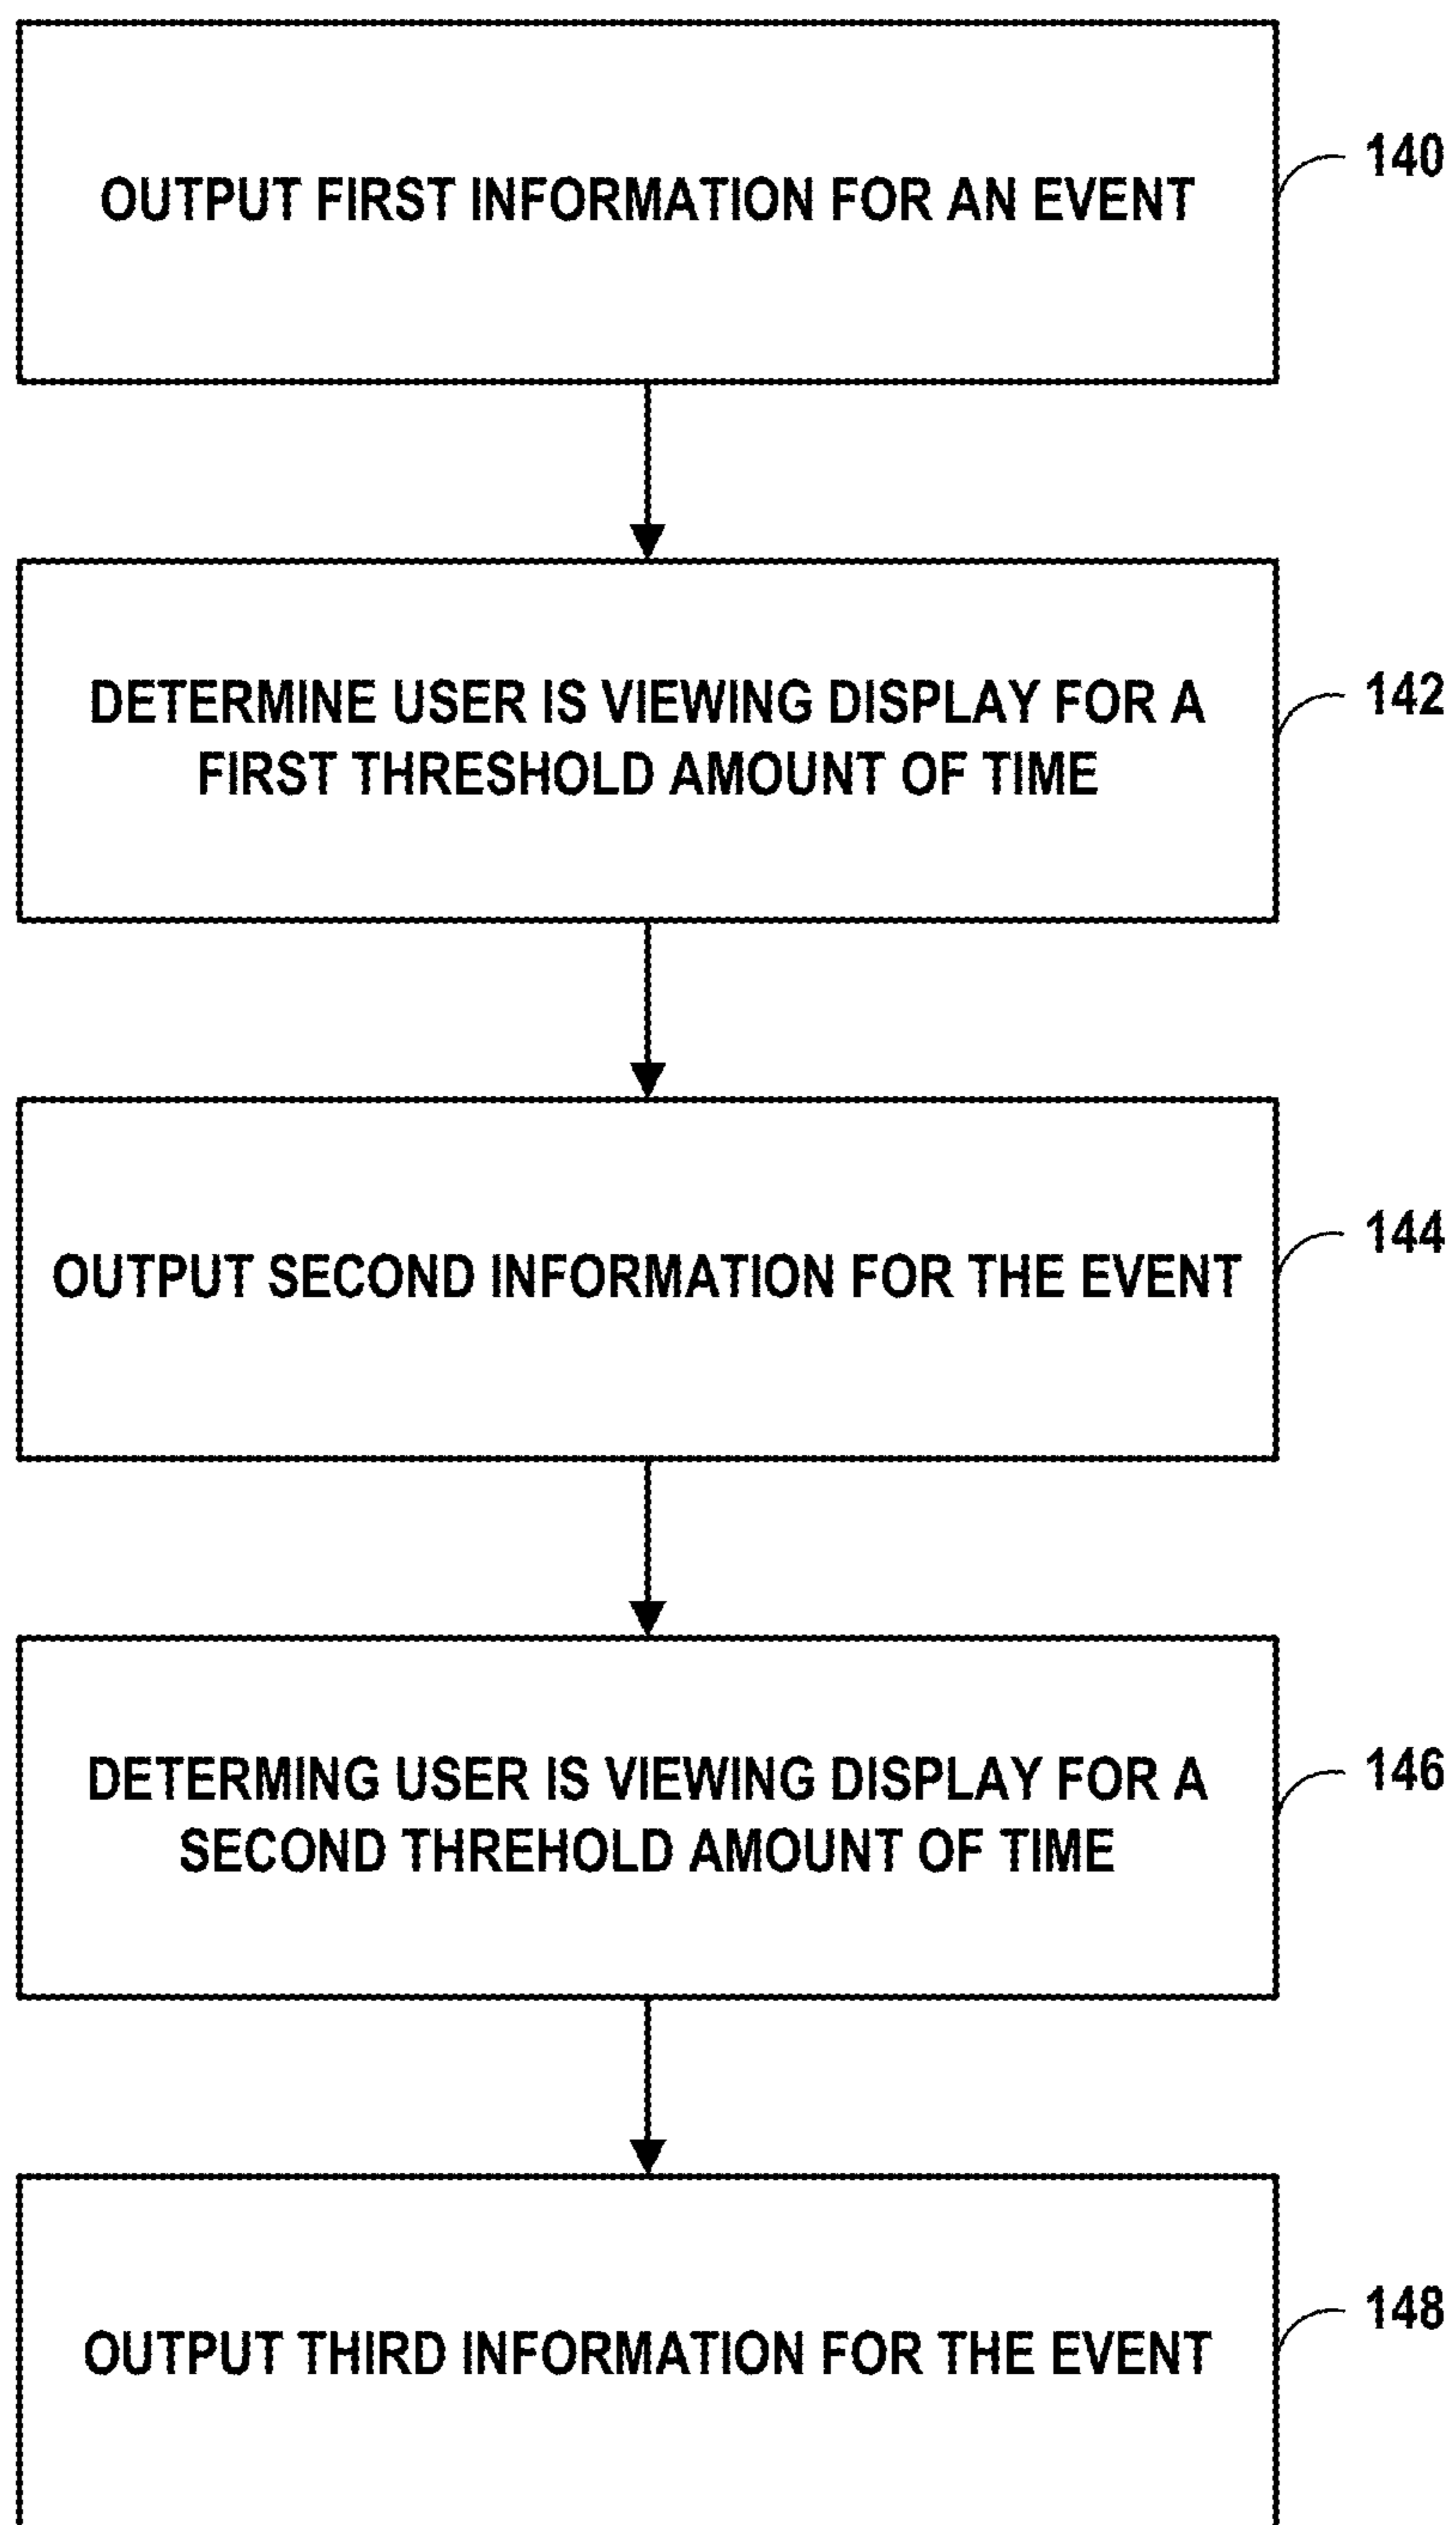 OUTPUT FIRST INFORMATION FOR AN EVENT
140
DETERMINE USER IS VIEWING DISPLAY FOR A
FIRST THRESHOLD AMOUNT OF TIME
142
OUTPUT SECOND INFORMATION FOR THE EVENT
144
DETERMING USER IS VIEWING DISPLAY FOR A
SECOND THREHOLD AMOUNT OF TIME
146
OUTPUT THIRD INFORMATION FOR THE EVENT
148